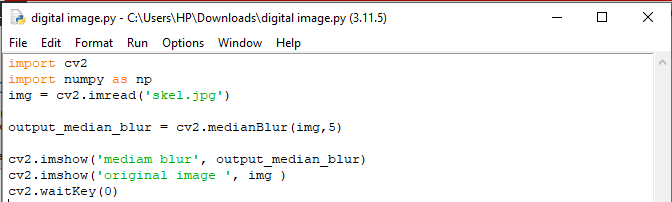 digital image.py - C:\Users\HP\Downloads\digital image.py (3.11.5)
File Edit Format Run Options Window Help
import cv2
import numpy as np
img = cv2.imread('skel.jpg')
output_median_blur = cv2.medianBlur(img,5)
cv2.imshow('mediam blur', output_median_blur)
cv2.imshow('original image ', img )
cv2.waitKey(0)